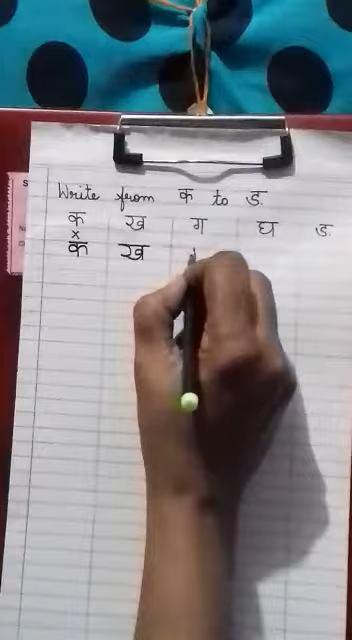 Write from क to ङ.
क ख ग घ ङ
x
क ख